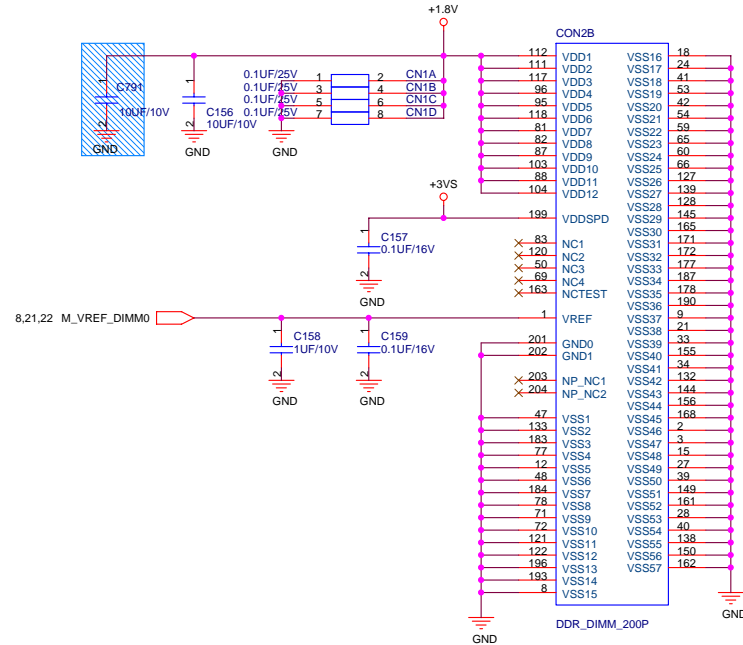 +1.8V
CON2B
112 VDD1 VSS16 18
111 VDD2 VSS17 24
117 VDD3 VSS18 41
96 VDD4 VSS19 53
95 VDD5 VSS20 42
118 VDD6 VSS21 54
81 VDD7 VSS22 59
82 VDD8 VSS23 65
87 VDD9 VSS24 60
103 VDD10 VSS25 66
88 VDD11 VSS26 127
104 VDD12 VSS27 139
VSS28 128
199 VDDSPD VSS29 145
VSS30 165
83 NC1 VSS31 171
120 NC2 VSS32 172
50 NC3 VSS33 177
69 NC4 VSS34 187
163 NCTEST VSS35 178
VSS36 190
1 VREF VSS37 9
VSS38 21
201 GND0 VSS39 33
202 GND1 VSS40 155
VSS41 34
203 NP_NC1 VSS42 132
204 NP_NC2 VSS43 144
VSS44 156
47 VSS1 VSS45 168
133 VSS2 VSS46 2
183 VSS3 VSS47 3
77 VSS4 VSS48 15
12 VSS5 VSS49 27
48 VSS6 VSS50 39
184 VSS7 VSS51 149
78 VSS8 VSS52 161
71 VSS9 VSS53 28
72 VSS10 VSS54 40
121 VSS11 VSS55 138
122 VSS12 VSS56 150
196 VSS13 VSS57 162
193 VSS14
8 VSS15
DDR_DIMM_200P
GND
GND
1
C791
10UF/10V
2
GND
1
C156
10UF/10V
2
GND
0.1UF/25V 1 2 CN1A
0.1UF/25V 3 4 CN1B
0.1UF/25V 5 6 CN1C
0.1UF/25V 7 8 CN1D
GND
+3VS
1
C157
0.1UF/16V
2
GND
8,21,22 M_VREF_DIMM0
1
C158
1UF/10V
2
GND
1
C159
0.1UF/16V
2
GND